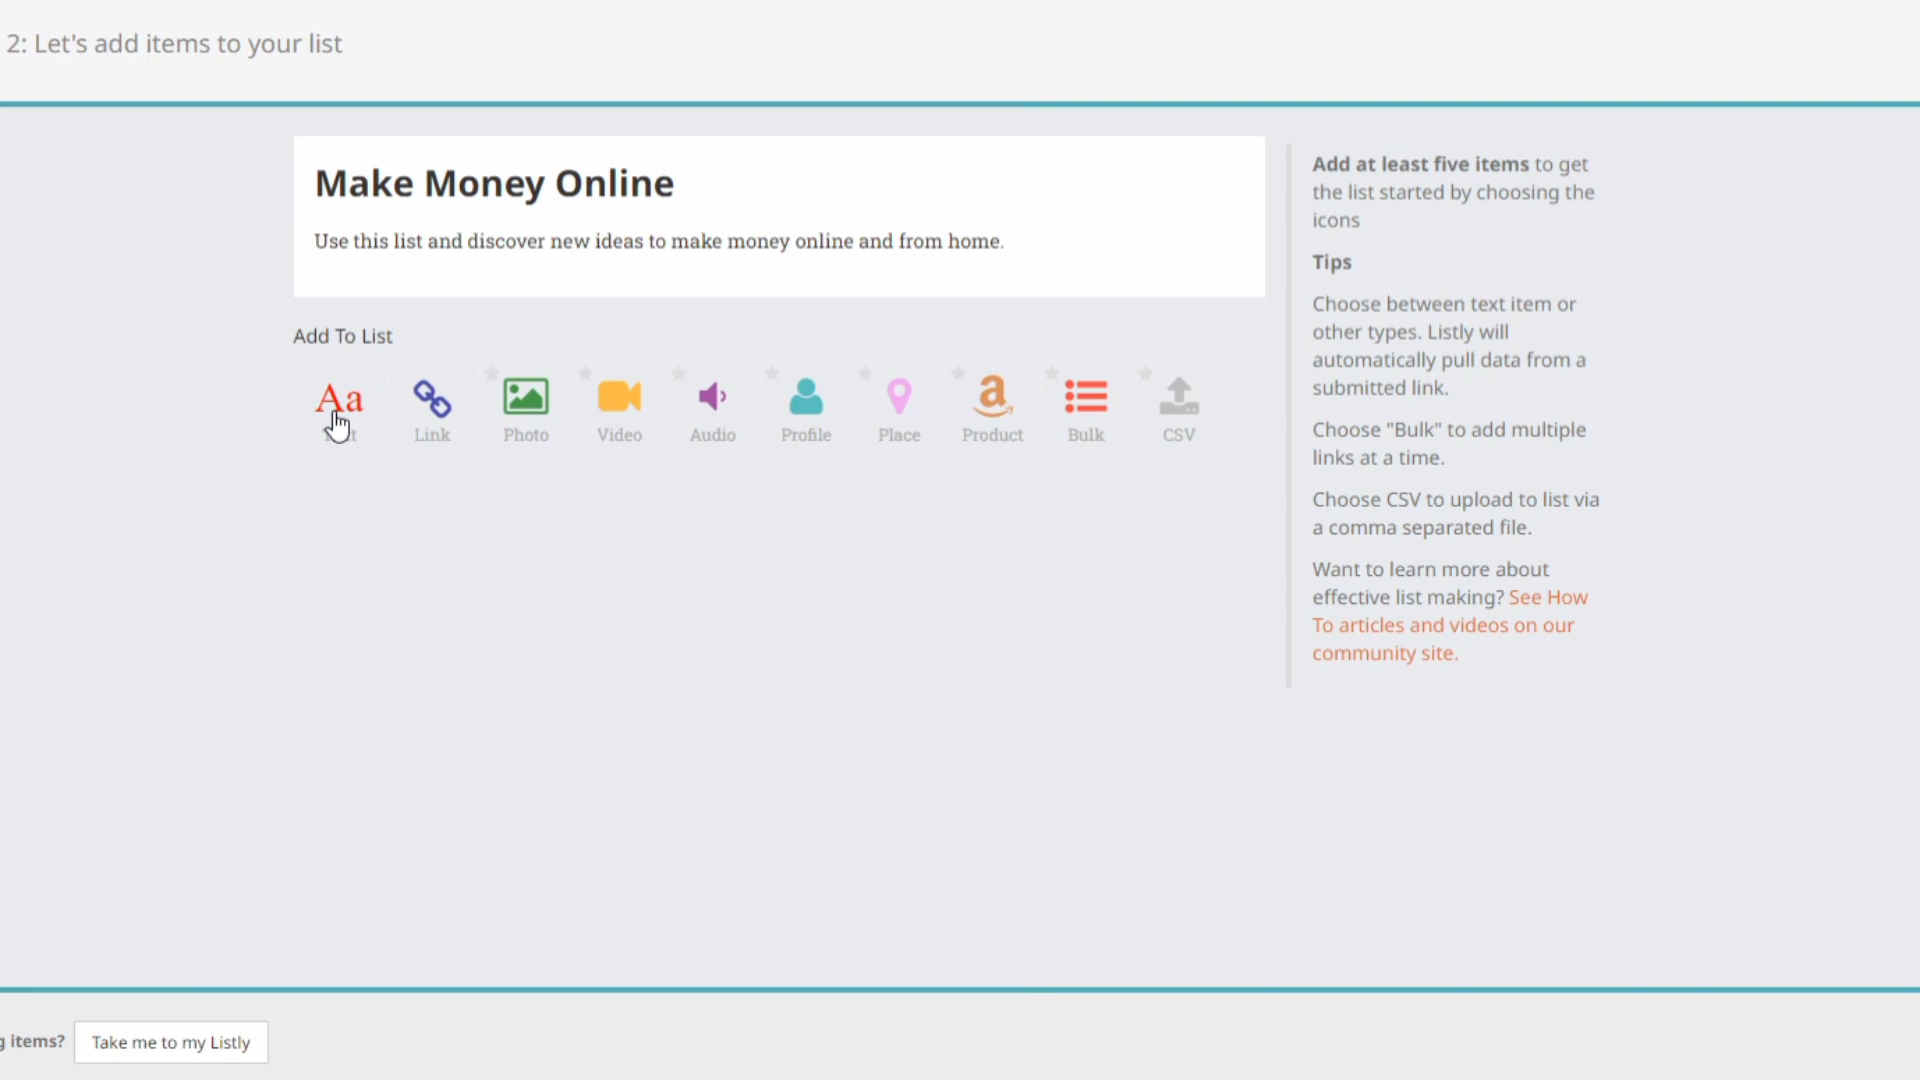 2: Let's add items to your list
Make Money Online
Use this list and discover new ideas to make money online and from home.
Add To List
Aa
Link
Photo
Video
Audio
Profile
a
Place
Product
Bulk
CSV
Add at least five items to get
the list started by choosing the
icons
Tips
Choose between text item or
other types. Listly will
automatically pull data from a
submitted link.
Choose "Bulk" to add multiple
links at a time.
Choose CSV to upload to list via
a comma separated file.
Want to learn more about
effective list making? See How
To articles and videos on our
community site.
items?
Take me to my Listly